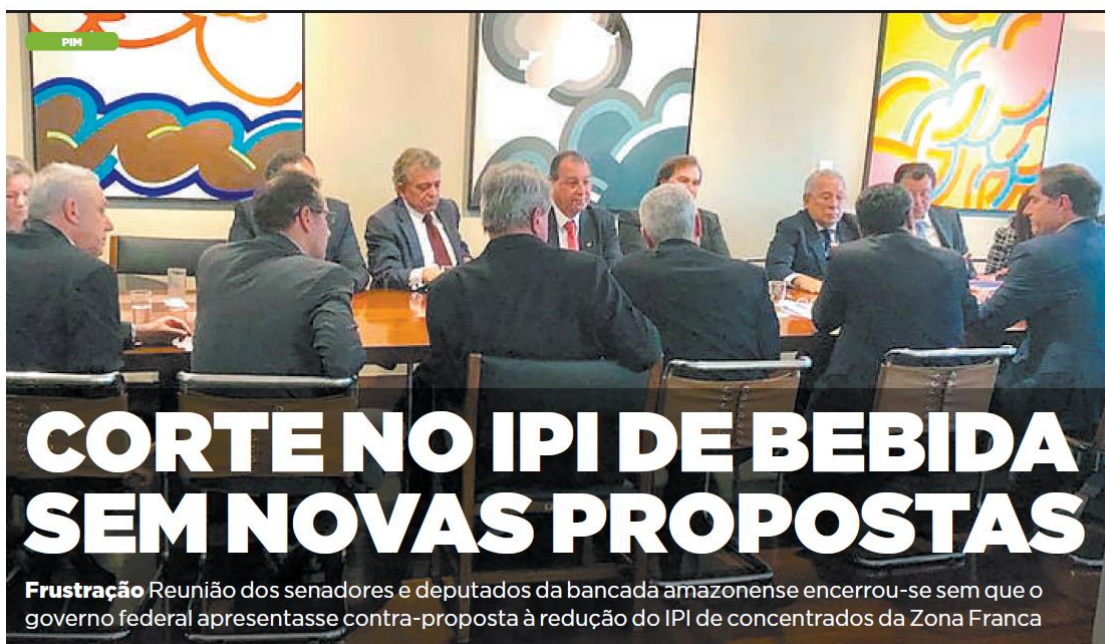 PIM
CORTE NO IPI DE BEBIDA
SEM NOVAS PROPOSTAS
Frustração Reunião dos senadores e deputados da bancada amazonense encerrou-se sem que o
governo federal apresentasse contra-proposta à redução do IPI de concentrados da Zona Franca